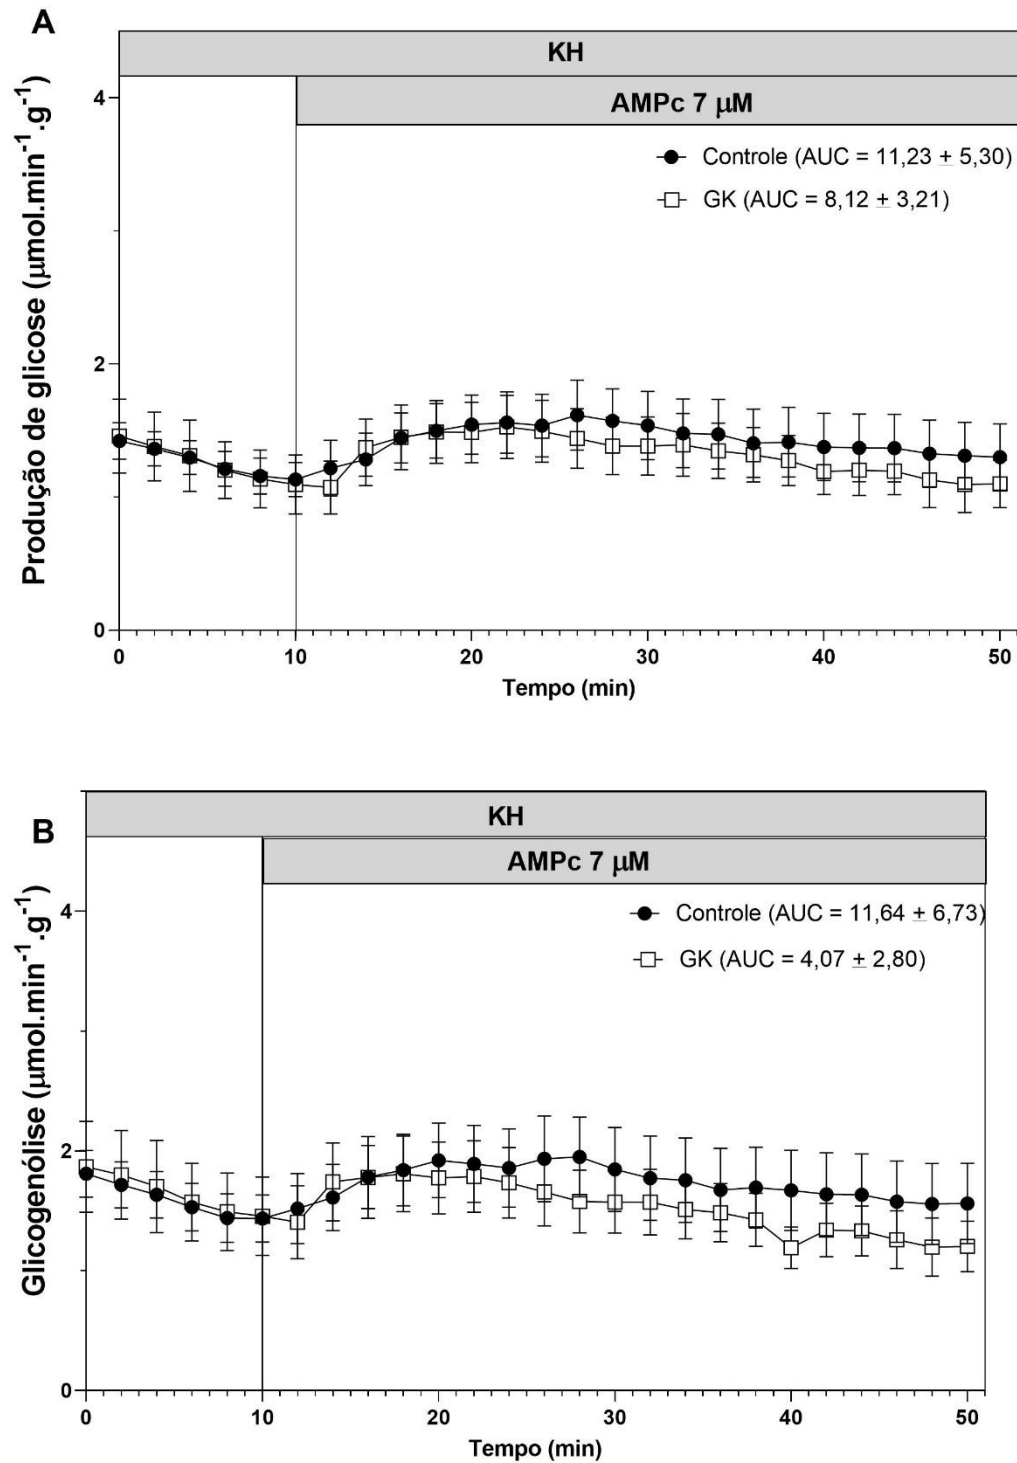 A
KH
AMPc 7 μM
Controle (AUC = 11,23 ± 5,30)
GK (AUC = 8,12 ± 3,21)
Produção de glicose (μmol.min⁻¹.g⁻¹)
4
2
0
0 10 20 30 40 50
Tempo (min)
B
KH
AMPc 7 μM
Controle (AUC = 11,64 ± 6,73)
GK (AUC = 4,07 ± 2,80)
Glicogenólise (μmol.min⁻¹.g⁻¹)
4
2
0
0 10 20 30 40 50
Tempo (min)